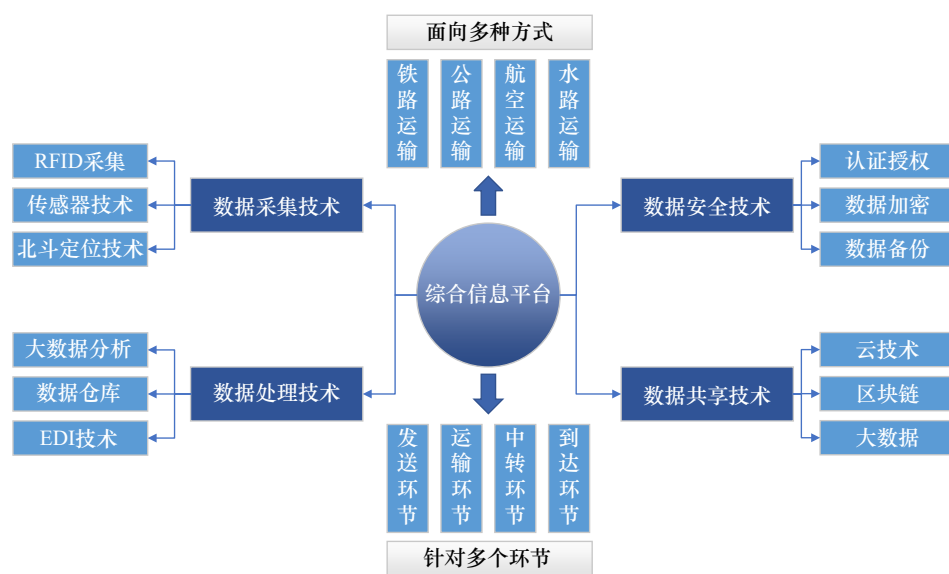 面向多种方式
铁路运输
公路运输
航空运输
水路运输
RFID采集
传感器技术
北斗定位技术
数据采集技术
数据安全技术
认证授权
数据加密
数据备份
综合信息平台
大数据分析
数据仓库
EDI技术
数据处理技术
数据共享技术
云技术
区块链
大数据
发送环节
运输环节
中转环节
到达环节
针对多个环节